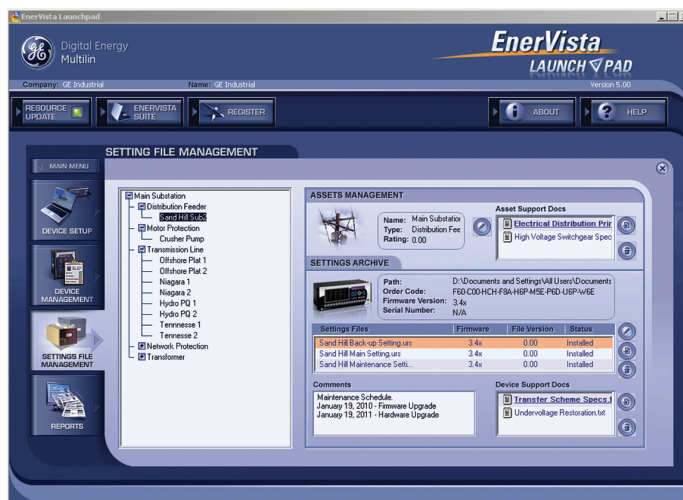 EnerVista Launchpad
GE
Digital Energy
Multilin
EnerVista
LAUNCH PAD
Company: GE Industrial
Name: GE Industrial
Version 5.00
RESOURCE UPDATE
ENERVISTA SUITE
REGISTER
ABOUT
HELP
SETTING FILE MANAGEMENT
MAIN MENU
DEVICE SETUP
DEVICE MANAGEMENT
SETTINGS FILE MANAGEMENT
REPORTS
Main Substation
Distribution Feeder
Sand Hill Sub2
Motor Protection
Crusher Pump
Transmission Line
Offshore Plat 1
Offshore Plat 2
Niagara 1
Niagara 2
Hydro PQ 1
Hydro PQ 2
Tennnesse 1
Tennesse 2
Network Protection
Transformer
ASSETS MANAGEMENT
Name: Main Substatio
Type: Distribution Fee
Rating: 0.00
Asset Support Docs
Electrical Distribution Prir
High Voltage Switchgear Spec
SETTINGS ARCHIVE
Path: D:\Documents and Settings\All Users\Documents
Order Code: F60-C00-HCH-F8A-H6P-M5E-P6D-U6P-W6E
Firmware Version: 3.4x
Serial Number: N/A
Settings Files Firmware File Version Status
Sand Hill Back-up Setting.urs 3.4x 0.00 Installed
Sand Hill Main Setting.urs 3.4x 0.00 Installed
Sand Hill Maintenance Setti... 3.4x 0.00 Installed
Comments
Maintenance Schedule.
January 19, 2010 - Firmware Upgrade
January 19, 2011 - Hardware Upgrade
Device Support Docs
Transfer Scheme Specs.t
Undervoltage Restoration.txt